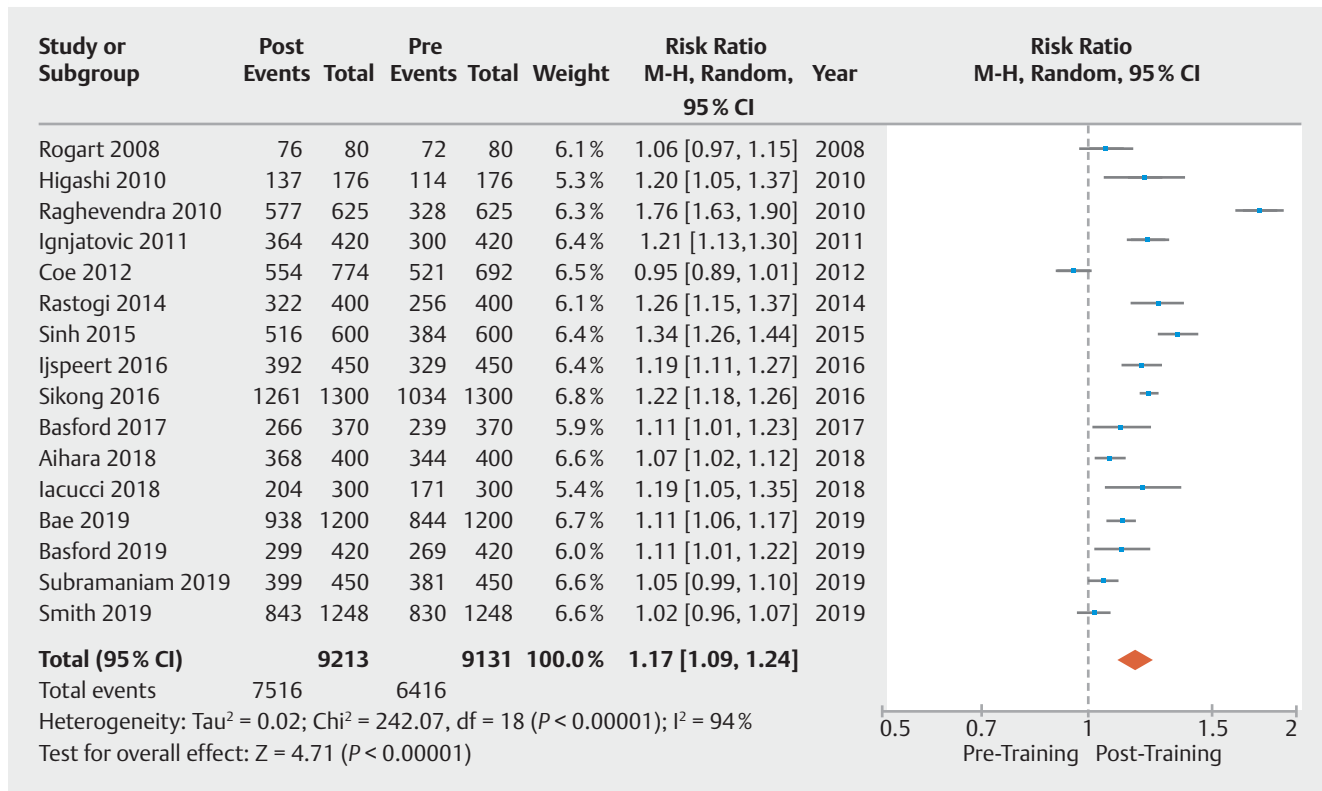 Study or Subgroup Post Events Total Pre Events Total Weight Risk Ratio M-H, Random, 95 % CI Year Risk Ratio M-H, Random, 95 % CI
Rogart 2008 76 80 72 80 6.1 % 1.06 [0.97, 1.15] 2008
Higashi 2010 137 176 114 176 5.3 % 1.20 [1.05, 1.37] 2010
Raghevendra 2010 577 625 328 625 6.3 % 1.76 [1.63, 1.90] 2010
Ignjatovic 2011 364 420 300 420 6.4 % 1.21 [1.13,1.30] 2011
Coe 2012 554 774 521 692 6.5 % 0.95 [0.89, 1.01] 2012
Rastogi 2014 322 400 256 400 6.1 % 1.26 [1.15, 1.37] 2014
Sinh 2015 516 600 384 600 6.4 % 1.34 [1.26, 1.44] 2015
Ijspeert 2016 392 450 329 450 6.4 % 1.19 [1.11, 1.27] 2016
Sikong 2016 1261 1300 1034 1300 6.8 % 1.22 [1.18, 1.26] 2016
Basford 2017 266 370 239 370 5.9 % 1.11 [1.01, 1.23] 2017
Aihara 2018 368 400 344 400 6.6 % 1.07 [1.02, 1.12] 2018
Iacucci 2018 204 300 171 300 5.4 % 1.19 [1.05, 1.35] 2018
Bae 2019 938 1200 844 1200 6.7 % 1.11 [1.06, 1.17] 2019
Basford 2019 299 420 269 420 6.0 % 1.11 [1.01, 1.22] 2019
Subramaniam 2019 399 450 381 450 6.6 % 1.05 [0.99, 1.10] 2019
Smith 2019 843 1248 830 1248 6.6 % 1.02 [0.96, 1.07] 2019
Total (95 % CI) 9213 9131 100.0 % 1.17 [1.09, 1.24]
Total events 7516 6416
Heterogeneity: Tau² = 0.02; Chi² = 242.07, df = 18 (P < 0.00001); I² = 94 %
Test for overall effect: Z = 4.71 (P < 0.00001)
0.5 0.7 1 1.5 2
Pre-Training Post-Training